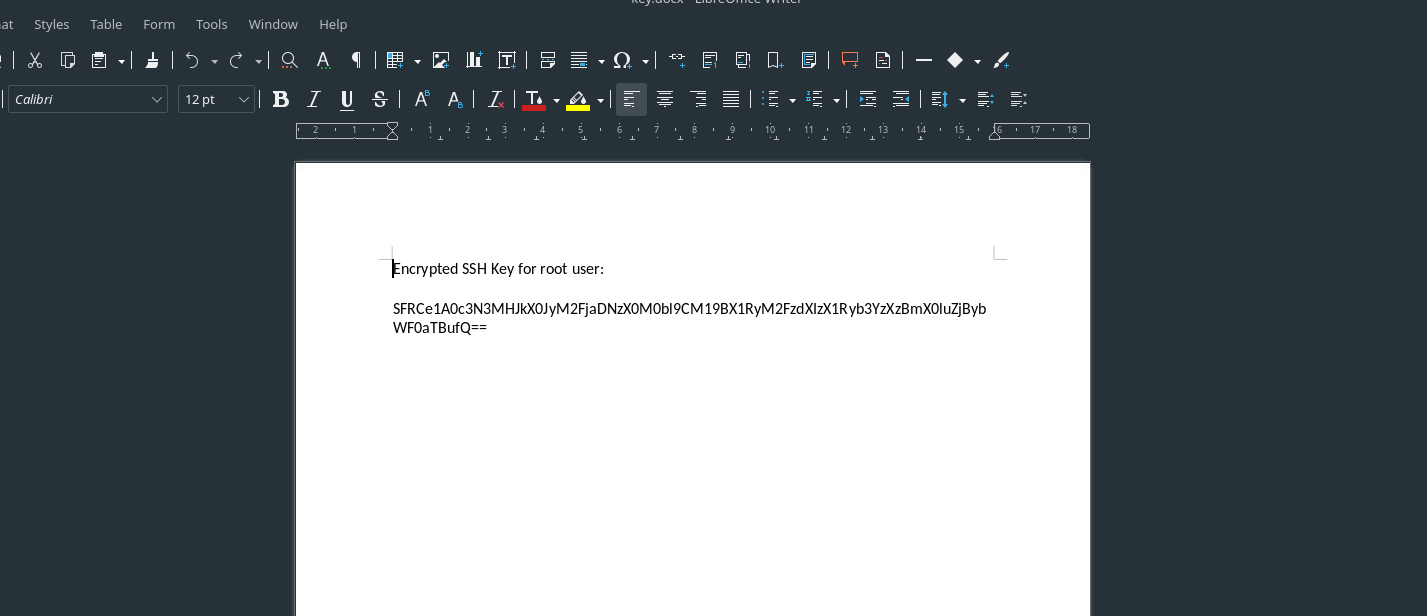 key.docx - LibreOffice Writer
at Styles Table Form Tools Window Help
Calibri 12 pt
2 1 1 2 3 4 5 6 7 8 9 10 11 12 13 14 15 16 17 18
Encrypted SSH Key for root user:
SFRCe1A0c3N3MHJkX0JyM2FjaDNzX0M0bl9CM19BX1RyM2FzdXIzX1Ryb3YzXzBmX0luZjByb
WF0aTBufQ==